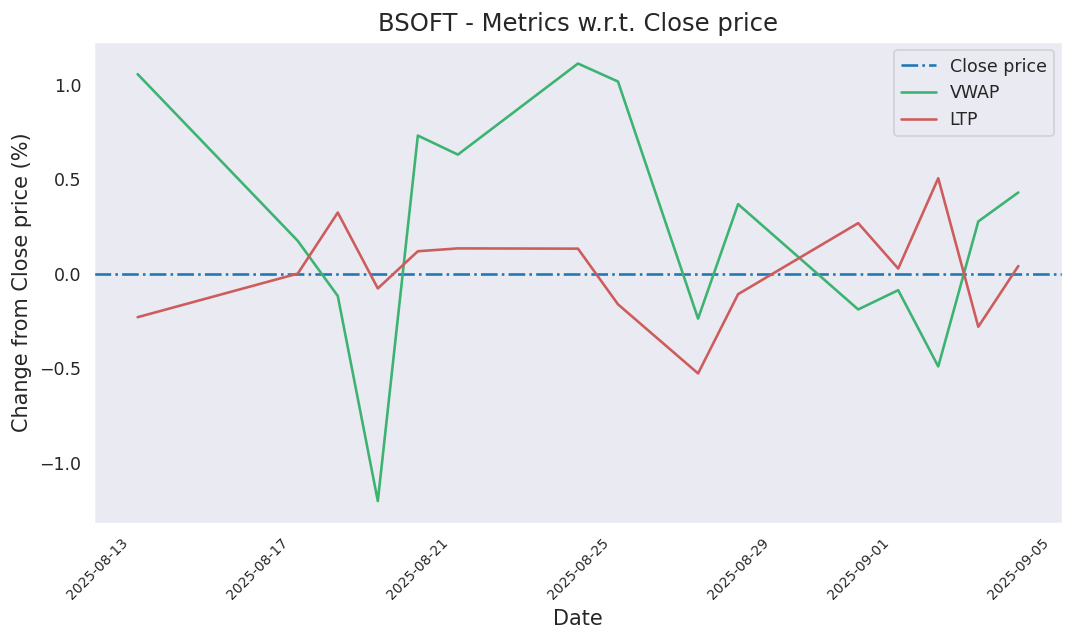 BSOFT - Metrics w.r.t. Close price
Close price
VWAP
LTP
Change from Close price (%)
1.0
0.5
0.0
−0.5
−1.0
2025-08-13
2025-08-17
2025-08-21
2025-08-25
2025-08-29
2025-09-01
2025-09-05
Date